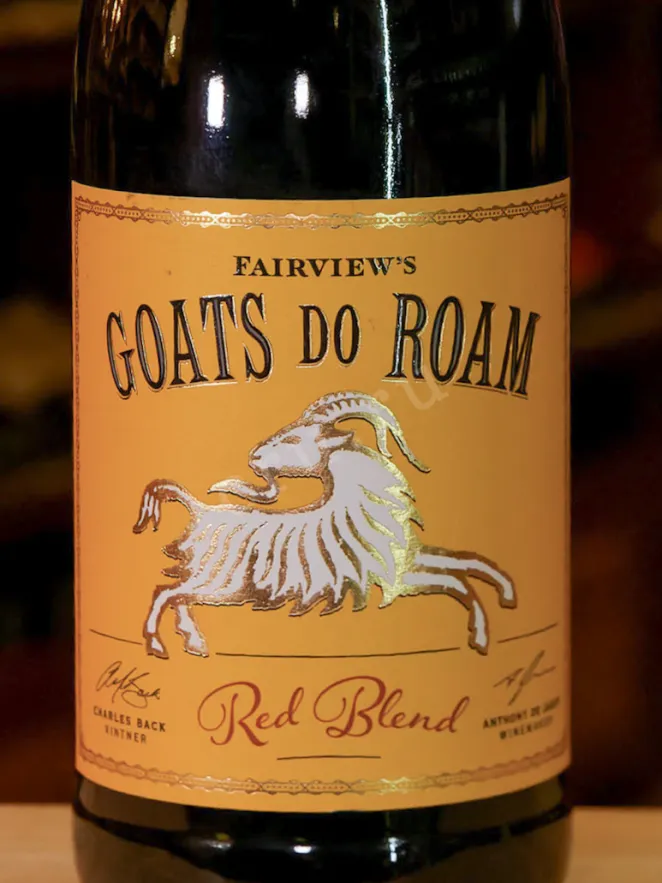 FAIRVIEW'S
GOATS DO ROAM
CHARLES BACK
VINTNER
Red Blend
ANTHONY DE JAGER
WINEMAKER